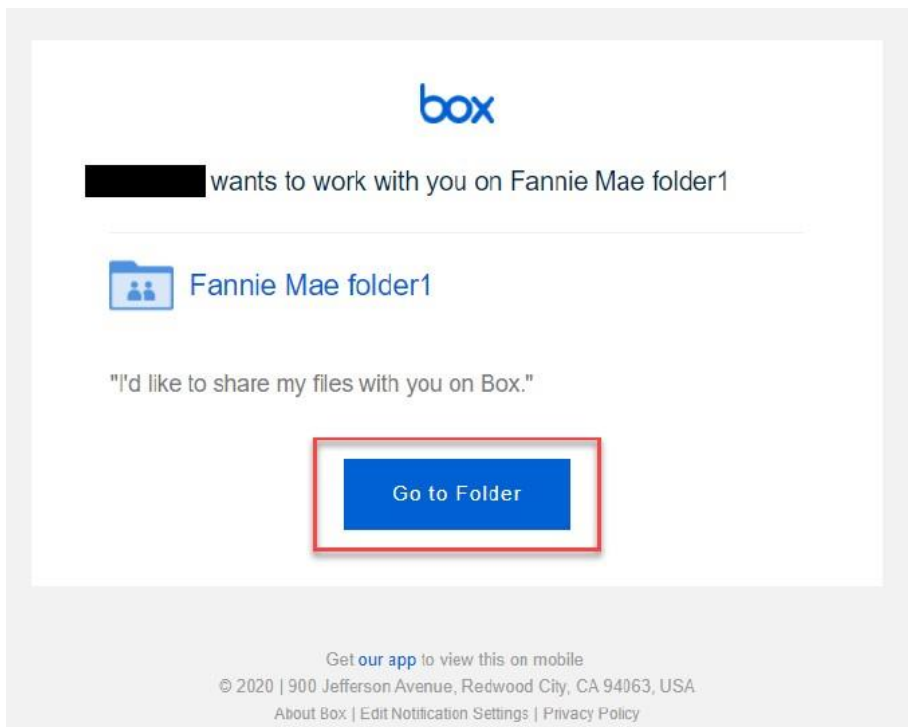 box
wants to work with you on Fannie Mae folder1
Fannie Mae folder1
"I'd like to share my files with you on Box."
Go to Folder
Get our app to view this on mobile
© 2020 | 900 Jefferson Avenue, Redwood City, CA 94063, USA
About Box | Edit Notification Settings | Privacy Policy